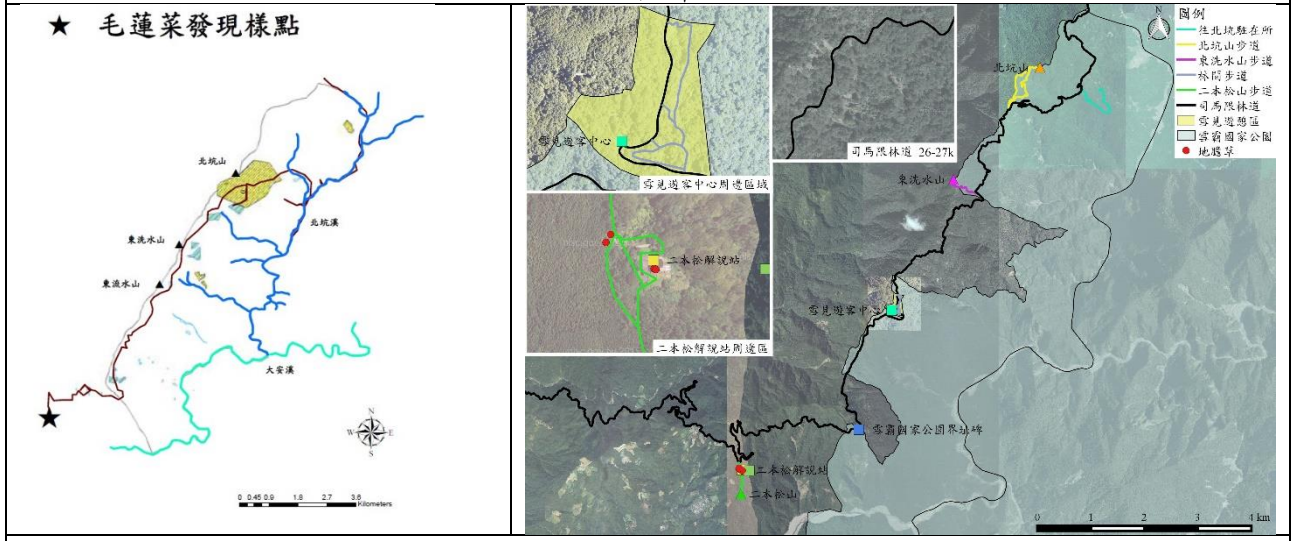 ★ 毛蓮菜發現樣點
北坑山
北坑溪
東洗水山
東流水山
大安溪
N
W E
S
0 0.45 0.9 1.8 2.7 3.6
Kilometers
雪見遊客中心
雪見遊客中心周邊區域
司馬限林道 26-27k
二本松解說站
二本松解說站周邊區
圖例
往北坑駐在所
北坑山步道
東洗水山步道
林間步道
二本松山步道
司馬限林道
雪見遊憩區
雪霸國家公園
地膽草
北坑山
東洗水山
雪見遊客中心
雪霸國家公園界址碑
二本松解說站
二本松山
0 1 2 4 km